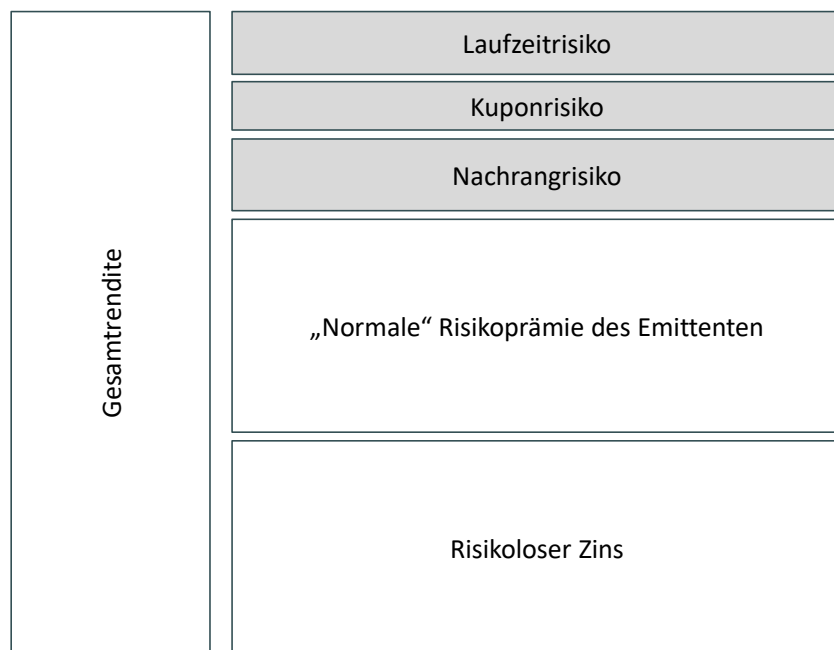 Gesamtrendite
Laufzeitrisiko
Kuponrisiko
Nachrangrisiko
„Normale“ Risikoprämie des Emittenten
Risikoloser Zins